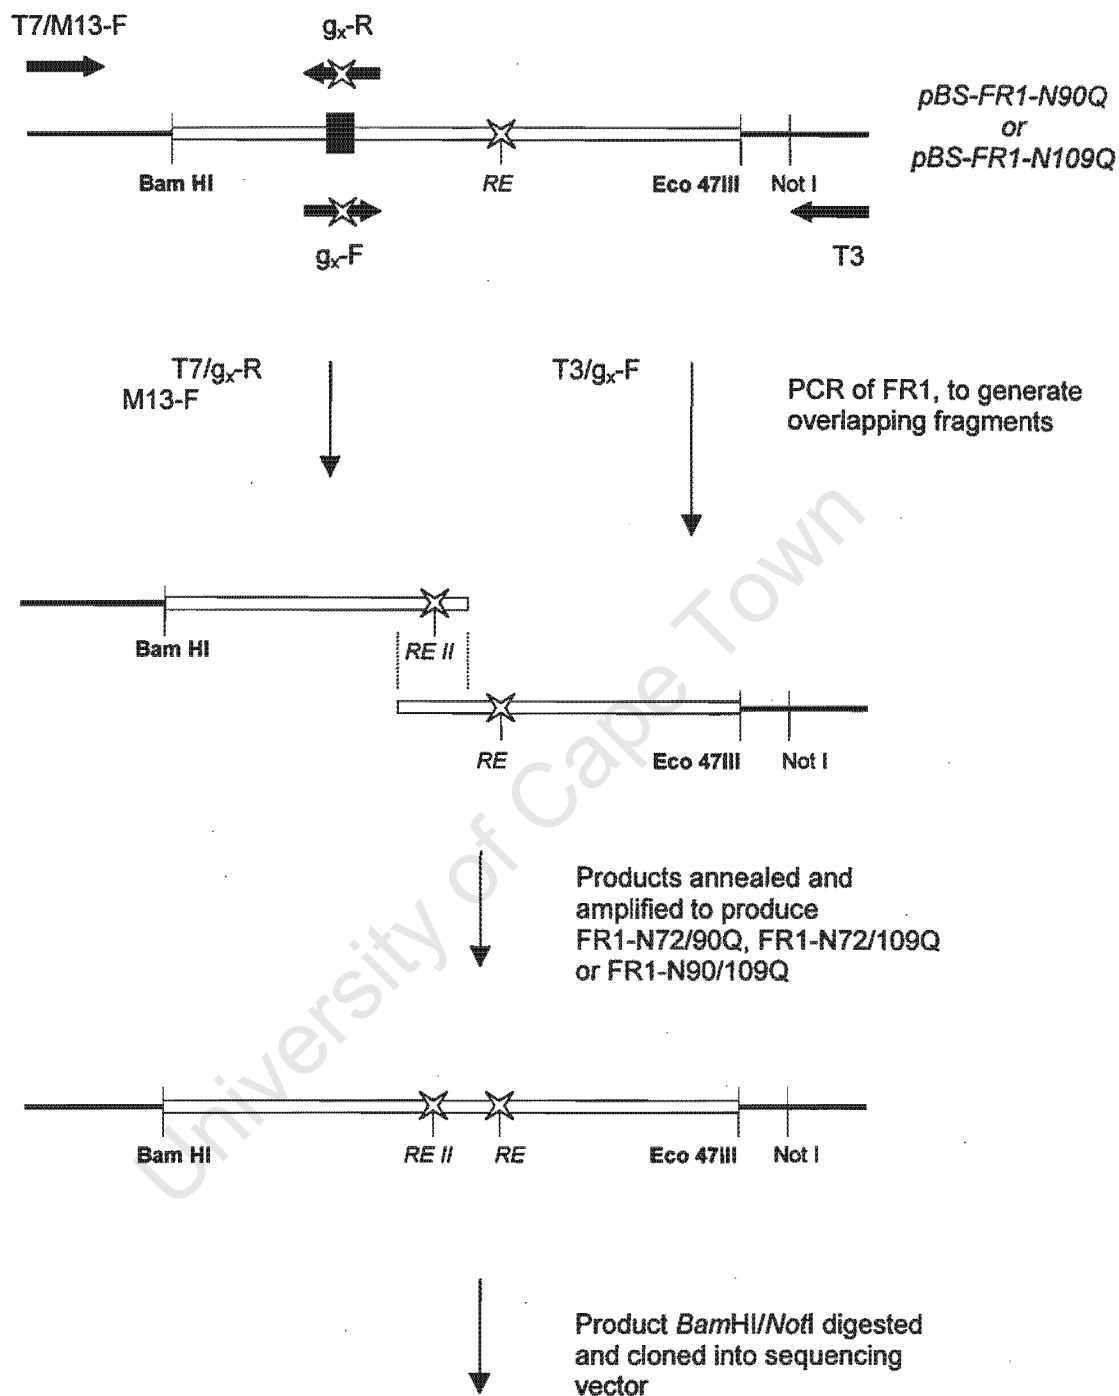 T7/M13-F
gx-R
pBS-FR1-N90Q
or
pBS-FR1-N109Q
Bam HI
RE
Eco 47III
Not I
gx-F
T3
T7/gx-R
M13-F
T3/gx-F
PCR of FR1, to generate
overlapping fragments
Bam HI
RE II
RE
Eco 47III
Not I
Products annealed and
amplified to produce
FR1-N72/90Q, FR1-N72/109Q
or FR1-N90/109Q
Bam HI
RE II
RE
Eco 47III
Not I
Product BamHI/NotI digested
and cloned into sequencing
vector
University of Cape Town